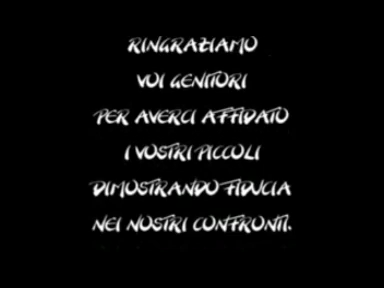 RINGRAZIAMO
VOI GENITORI
PER AVERCI AFFIDATO
I VOSTRI PICCOLI
DIMOSTRANDO FIDUCIA
NEI NOSTRI CONFRONTI.